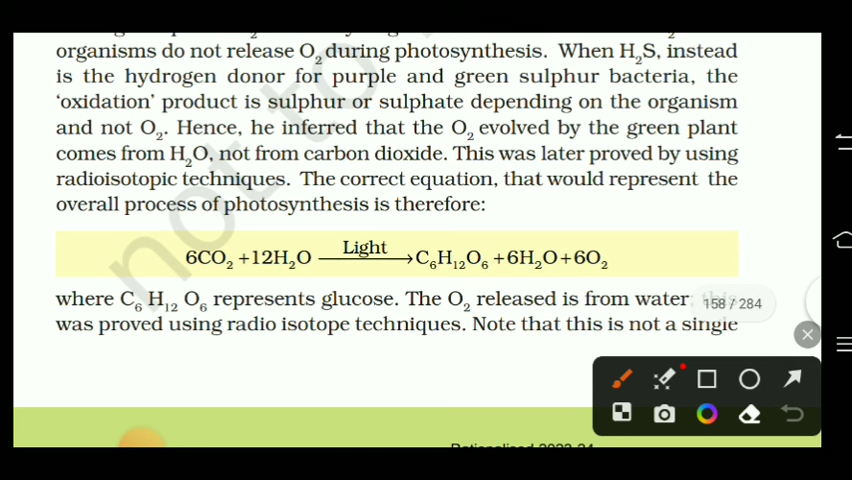 organisms do not release O₂ during photosynthesis. When H₂S, instead
is the hydrogen donor for purple and green sulphur bacteria, the
‘oxidation’ product is sulphur or sulphate depending on the organism
and not O₂. Hence, he inferred that the O₂ evolved by the green plant
comes from H₂O, not from carbon dioxide. This was later proved by using
radioisotopic techniques. The correct equation, that would represent the
overall process of photosynthesis is therefore:
Light
6CO₂ +12H₂O ⟶ C₆H₁₂O₆ + 6H₂O+6O₂
where C₆ H₁₂ O₆ represents glucose. The O₂ released is from water; this
158 / 284
was proved using radio isotope techniques. Note that this is not a single
not to